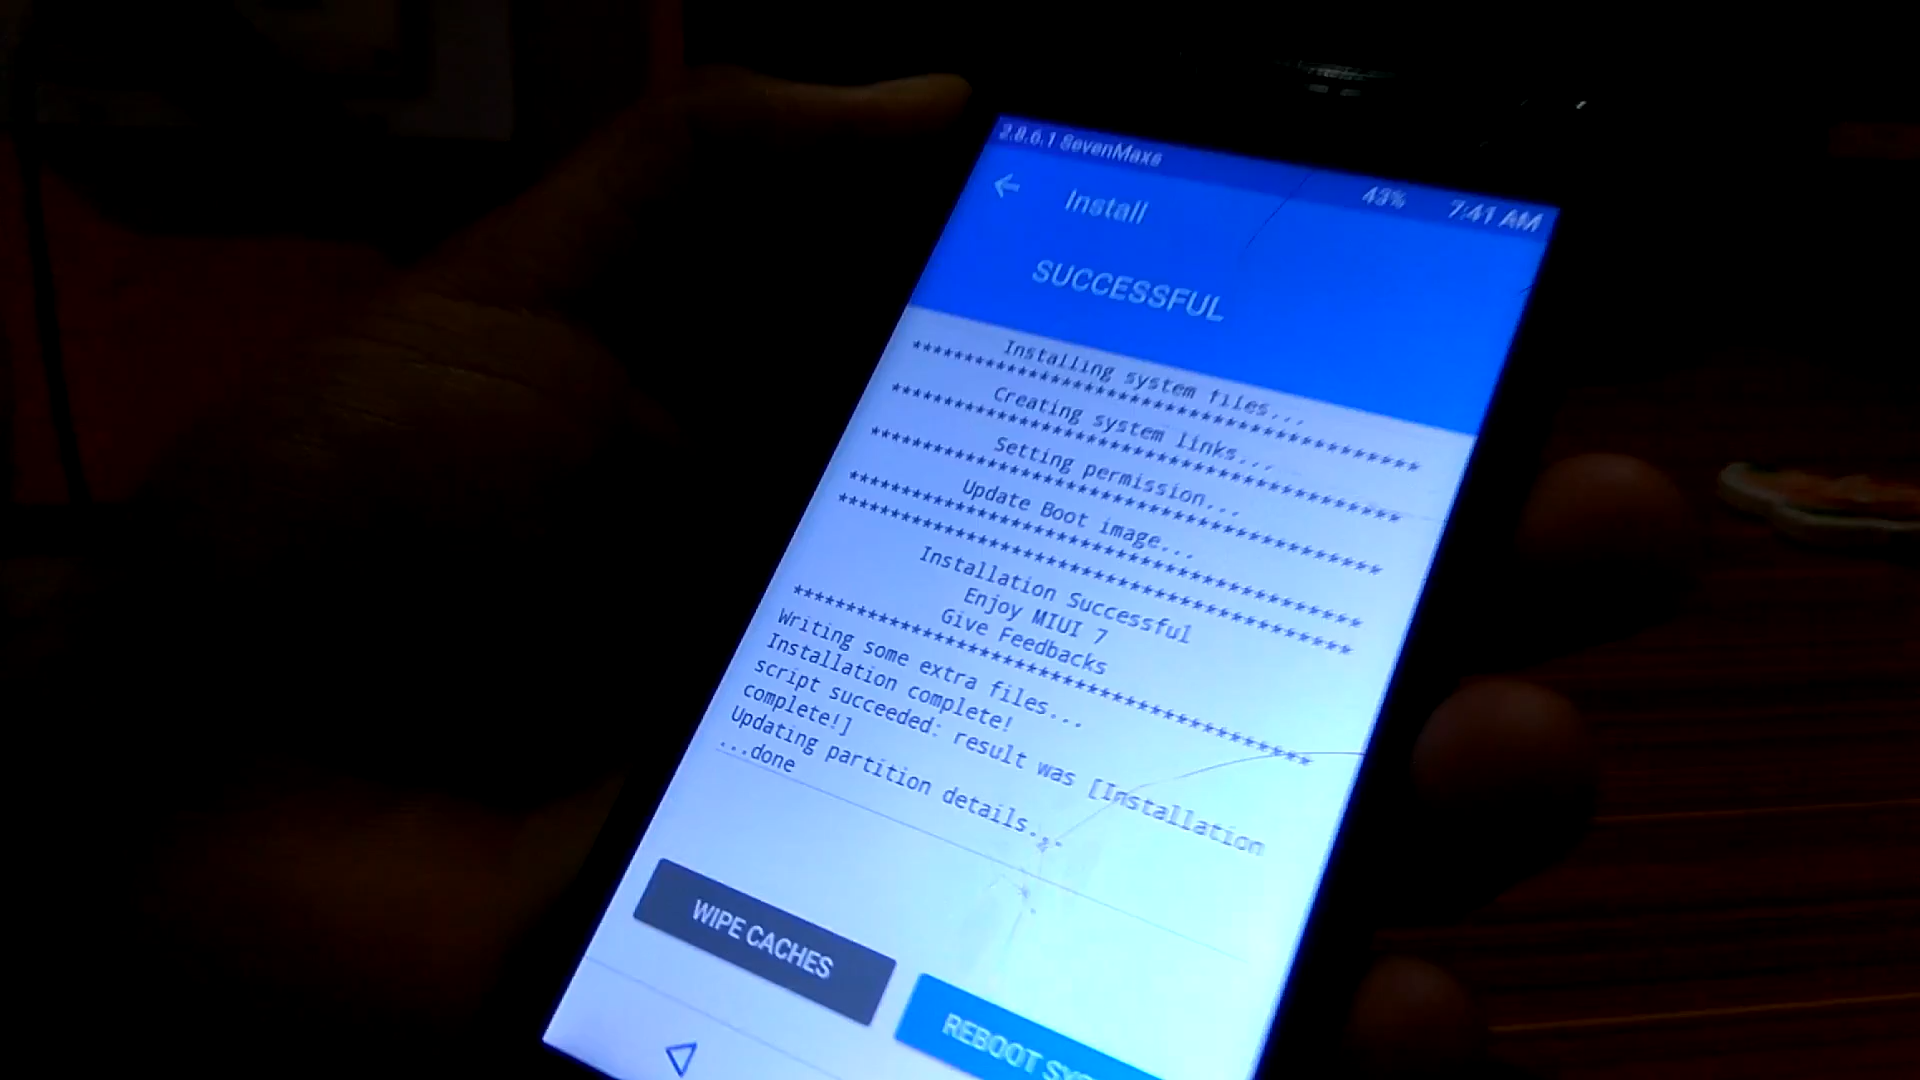 2.8.6.1 SevenMaxs
43% 7:41 AM
Install
SUCCESSFUL
Installing system files...
****************************************
Creating system links...
****************************************
Setting permission...
****************************************
Update Boot image...
****************************************
****************************************
Installation Successful
Enjoy MIUI 7
Give Feedbacks
****************************************
Writing some extra files...
Installation complete!
script succeeded: result was [Installation
complete!]
Updating partition details...
...done
WIPE CACHES
REBOOT